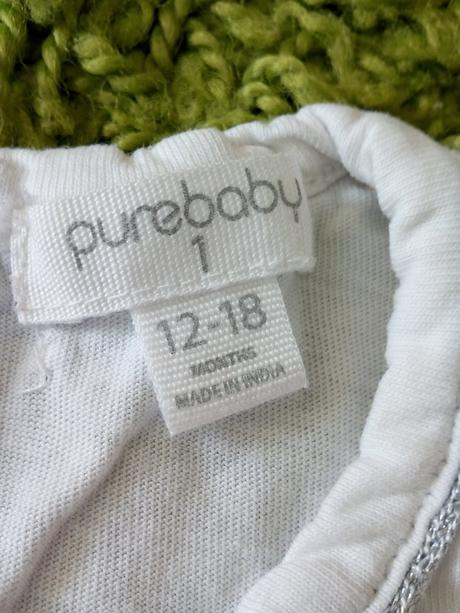 purebaby
1
12-18
MONTHS
MADE IN INDIA